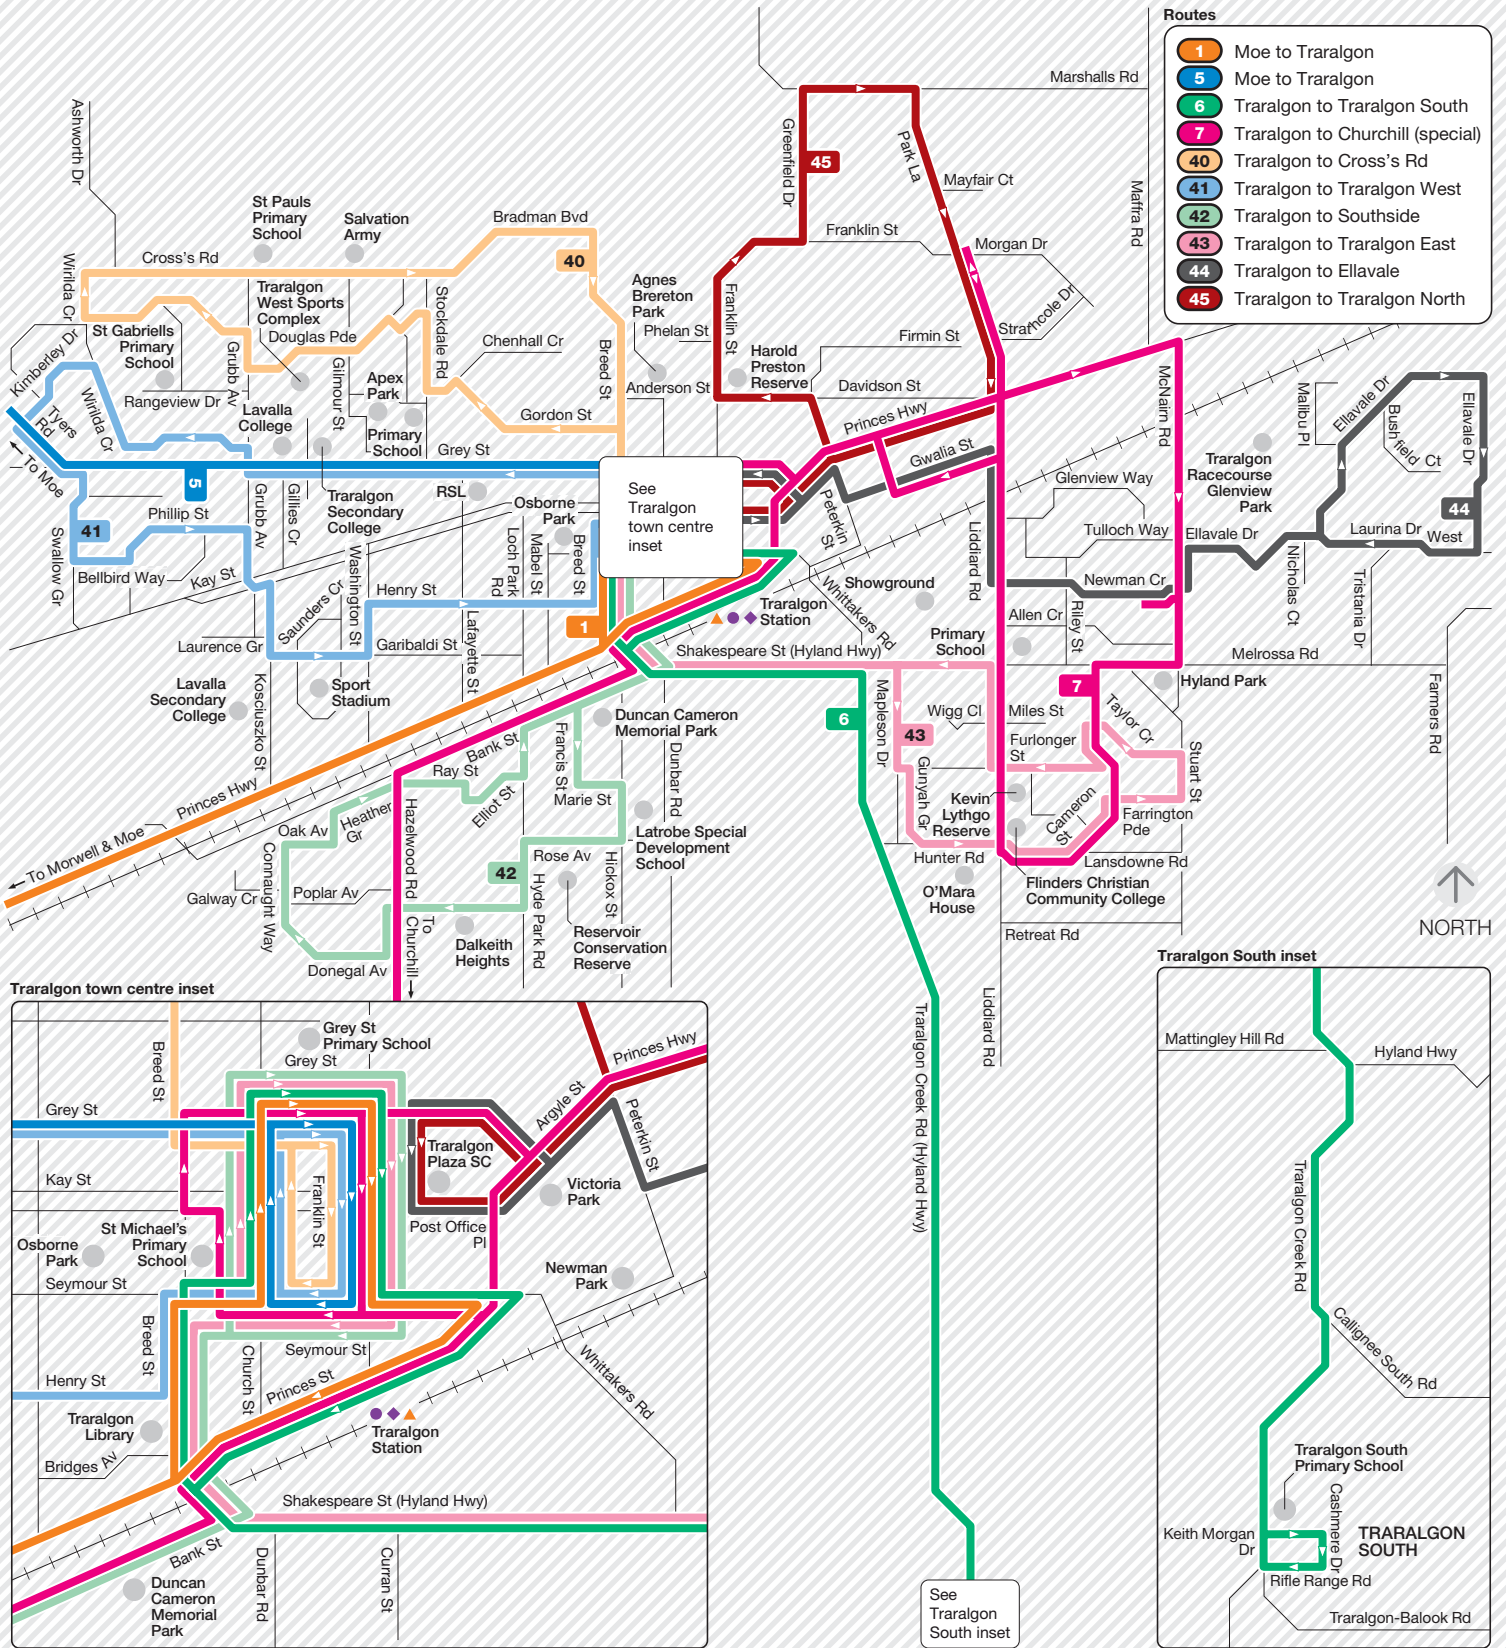 Routes
1 Moe to Traralgon
5 Moe to Traralgon
6 Traralgon to Traralgon South
7 Traralgon to Churchill (special)
40 Traralgon to Cross's Rd
41 Traralgon to Traralgon West
42 Traralgon to Southside
43 Traralgon to Traralgon East
44 Traralgon to Ellavale
45 Traralgon to Traralgon North
Marshalls Rd
Ashworth Dr
Greenfield Dr
45
Park La
Mayfair Ct
Maffra Rd
St Pauls
Primary
School
Salvation
Army
Bradman Bvd
Franklin St
Morgan Dr
Cross's Rd
40
Wirilda Cr
Traralgon
West Sports
Complex
Stockdale Rd
Agnes
Brereton
Park
Franklin St
Strathcole Dr
Kimberley Dr
St Gabriells
Primary
School
Douglas Pde
Chenhall Cr
Phelan St
Firmin St
Harold
Preston
Reserve
Grubb Av
Gilmour St
Breed St
Anderson St
Davidson St
Apex
Park
Rangeview Dr
Wirilda Cr
Tyers
Rd
Lavalla
College
Primary
School
Gordon St
Princes Hwy
McNairn Rd
Malibu Pl
Ellavale Dr
Bushfield Ct
Ellavale Dr
Grey St
To Moe
5
Gwalia St
Traralgon
Racecourse
Glenview
Park
See
Traralgon
town centre
inset
Glenview Way
Grubb Av
Gillies Cr
Traralgon
Secondary
College
RSL
Osborne
Park
Peterkin
St
44
41
Phillip St
Tulloch Way
Ellavale Dr
Laurina Dr
West
Swallow Gr
Liddiard Rd
Loch Park
Rd
Mabel St
Breed St
Bellbird Way
Kay St
Washington St
Saunders Cr
Henry St
Showground
Newman Cr
Nicholas Ct
Tristania Dr
Whittakers Rd
Traralgon
Station
Allen Cr
Riley St
1
Laurence Gr
Garibaldi St
Lafayette St
Primary
School
Shakespeare St (Hyland Hwy)
Melrossa Rd
Lavalla
Secondary
College
Kosciuszko St
Sport
Stadium
7
Hyland Park
Farmers Rd
6
Mapleson Dr
Duncan Cameron
Memorial Park
Wigg Cl
Miles St
Taylor Cr
43
Furlonger
St
Bank St
Francis St
Dunbar Rd
Stuart St
Ray St
Princes Hwy
Gunyah Gr
Elliot St
Marie St
Kevin
Lythgo
Reserve
Cameron
St
Farrington
Pde
Hazelwood Rd
Heather
Gr
Oak Av
Latrobe Special
Development
School
To Morwell & Moe
Connaught Way
42
Rose Av
Hunter Rd
Lansdowne Rd
O'Mara
House
Flinders Christian
Community College
Galway Cr
Poplar Av
Hyde Park Rd
Hickox St
Reservoir
Conservation
Reserve
To
Churchill
Dalkeith
Heights
Donegal Av
Retreat Rd
NORTH
Liddiard Rd
Traralgon Creek Rd (Hyland Hwy)
See
Traralgon
South inset
Traralgon town centre inset
Grey St
Primary School
Princes Hwy
Breed St
Grey St
Grey St
Argyle St
Peterkin St
Traralgon
Plaza SC
Kay St
Franklin St
Victoria
Park
St Michael's
Primary
School
Post Office
Pl
Osborne
Park
Newman
Park
Seymour St
Breed St
Church St
Seymour St
Whittakers Rd
Henry St
Princes St
Traralgon
Library
Traralgon
Station
Bridges Av
Shakespeare St (Hyland Hwy)
Bank St
Dunbar Rd
Curran St
Duncan
Cameron
Memorial
Park
Traralgon South inset
Mattingley Hill Rd
Hyland Hwy
Traralgon Creek Rd
Callignee South Rd
Traralgon South
Primary School
Cashmere Dr
Keith Morgan
Dr
TRARALGON
SOUTH
Rifle Range Rd
Traralgon-Balook Rd